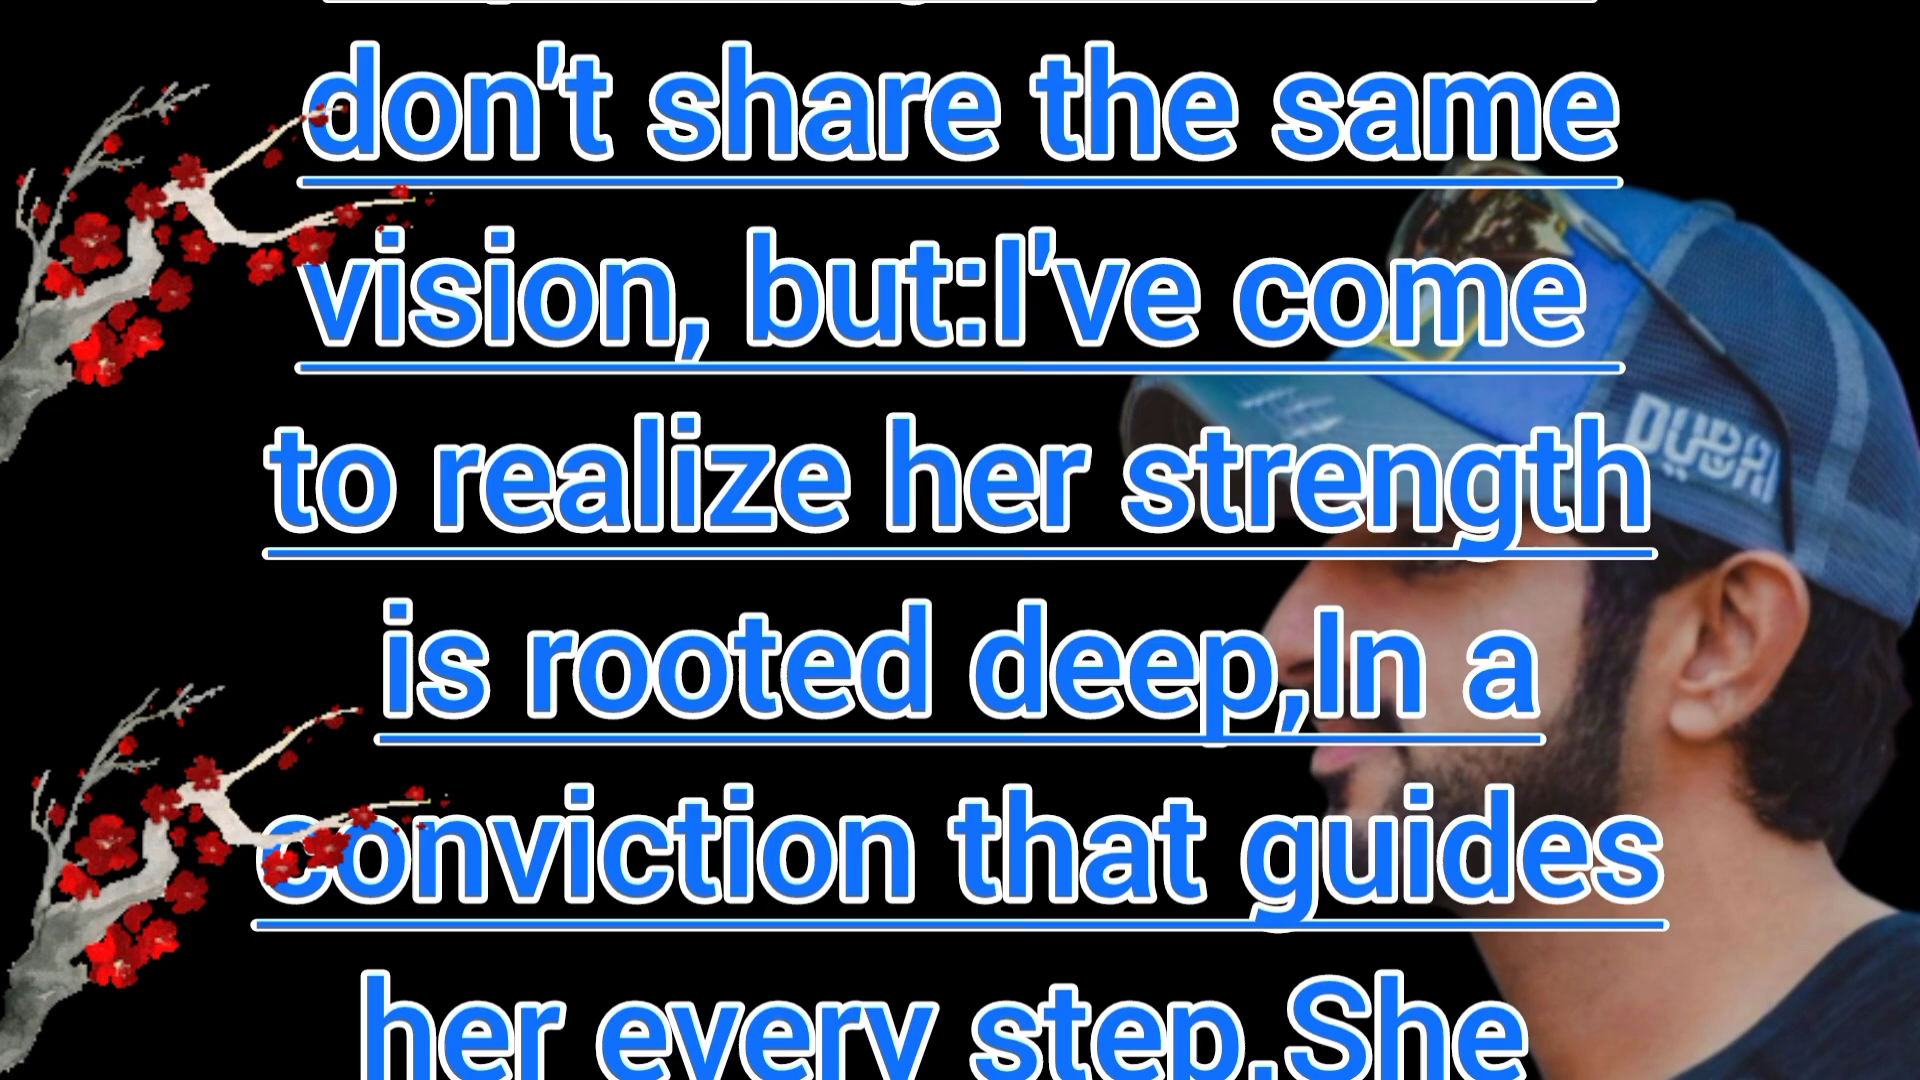 don't share the same
vision, but:I've come
to realize her strength
is rooted deep,In a
conviction that guides
her every step.She
DUBAI